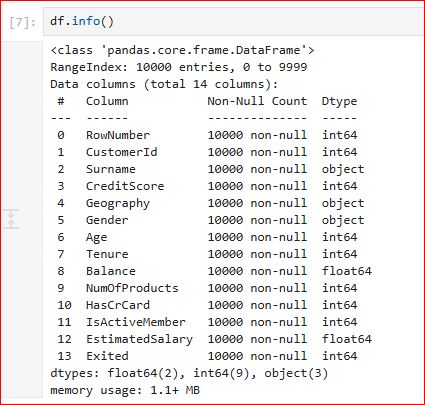 [7]: df.info()
<class 'pandas.core.frame.DataFrame'>
RangeIndex: 10000 entries, 0 to 9999
Data columns (total 14 columns):
 #   Column           Non-Null Count  Dtype
---  ------           --------------  -----
 0   RowNumber        10000 non-null  int64
 1   CustomerId       10000 non-null  int64
 2   Surname          10000 non-null  object
 3   CreditScore      10000 non-null  int64
 4   Geography        10000 non-null  object
 5   Gender           10000 non-null  object
 6   Age              10000 non-null  int64
 7   Tenure           10000 non-null  int64
 8   Balance          10000 non-null  float64
 9   NumOfProducts    10000 non-null  int64
 10  HasCrCard        10000 non-null  int64
 11  IsActiveMember   10000 non-null  int64
 12  EstimatedSalary  10000 non-null  float64
 13  Exited           10000 non-null  int64
dtypes: float64(2), int64(9), object(3)
memory usage: 1.1+ MB